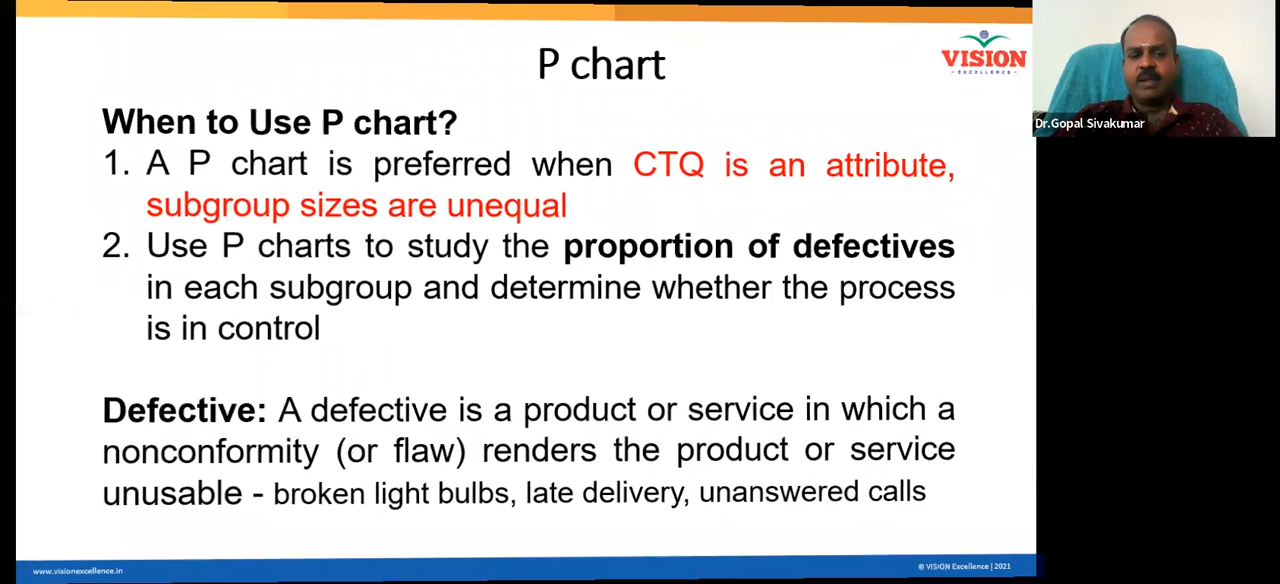 P chart
VISION
- EXCELLENCE -
Dr.Gopal Sivakumar
When to Use P chart?
1. A P chart is preferred when CTQ is an attribute,
subgroup sizes are unequal
2. Use P charts to study the proportion of defectives
in each subgroup and determine whether the process
is in control
Defective: A defective is a product or service in which a
nonconformity (or flaw) renders the product or service
unusable - broken light bulbs, late delivery, unanswered calls
www.visionexcellence.in
© VISION Excellence | 2021